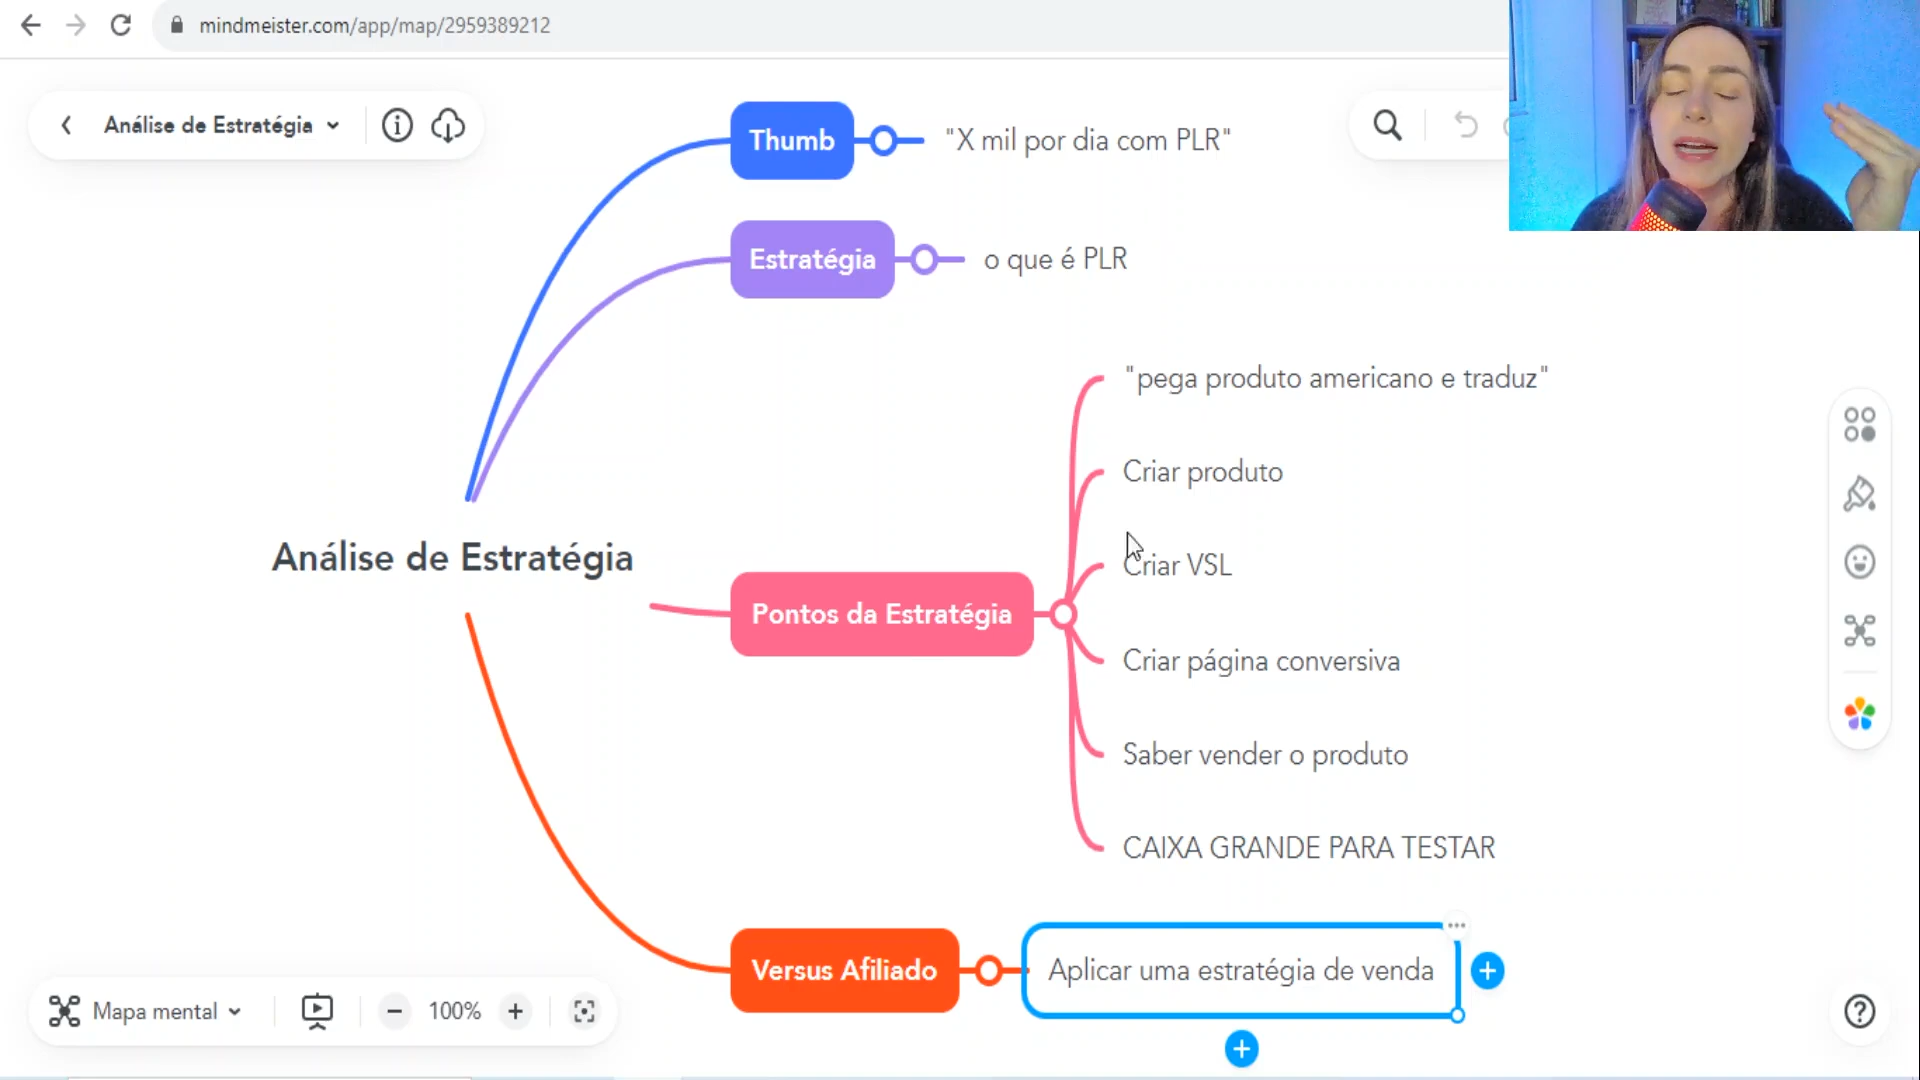 mindmeister.com/app/map/2959389212
Análise de Estratégia
Thumb
"X mil por dia com PLR"
Estratégia
o que é PLR
"pega produto americano e traduz"
Criar produto
Criar VSL
Análise de Estratégia
Pontos da Estratégia
Criar página conversiva
Saber vender o produto
CAIXA GRANDE PARA TESTAR
Versus Afiliado
Aplicar uma estratégia de venda
Mapa mental
100%